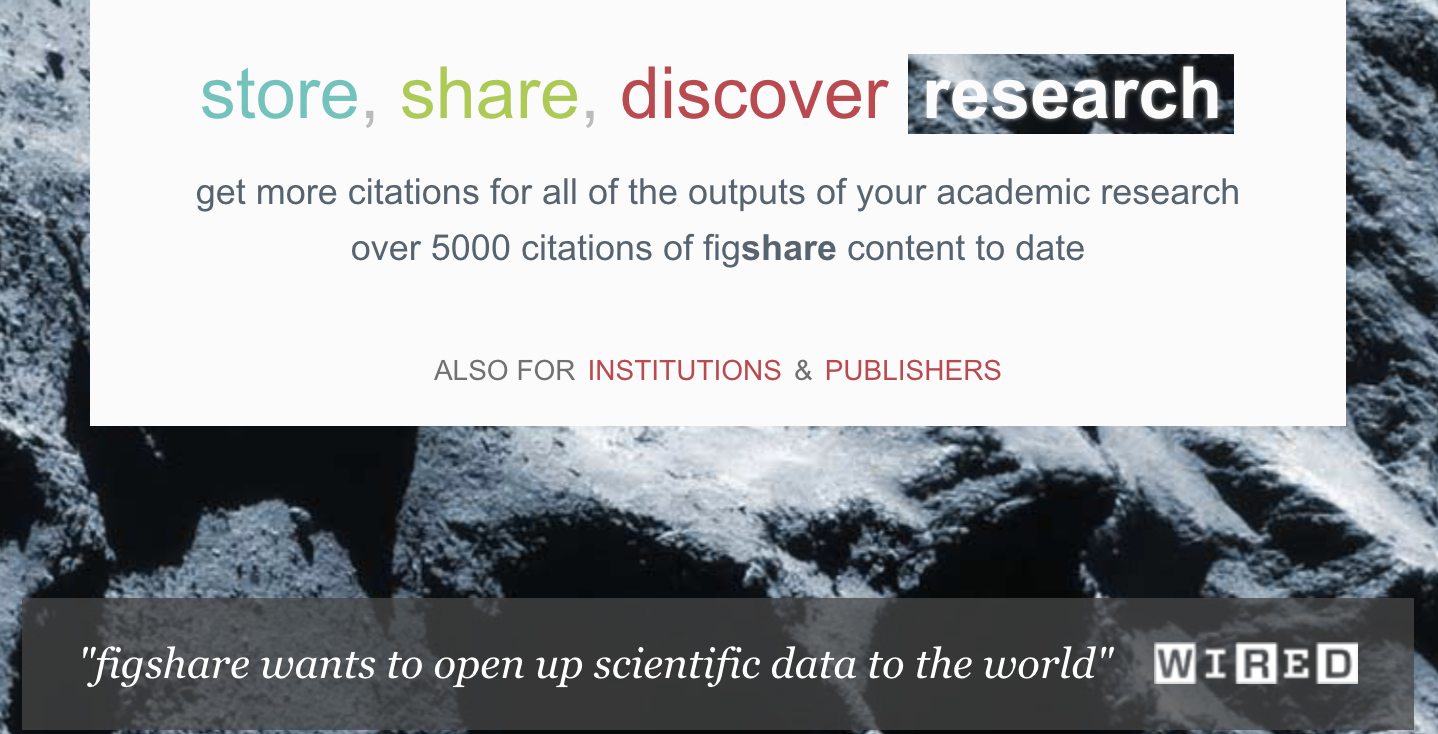 store, share, discover research
get more citations for all of the outputs of your academic research
over 5000 citations of figshare content to date
ALSO FOR INSTITUTIONS & PUBLISHERS
"figshare wants to open up scientific data to the world" WIRED